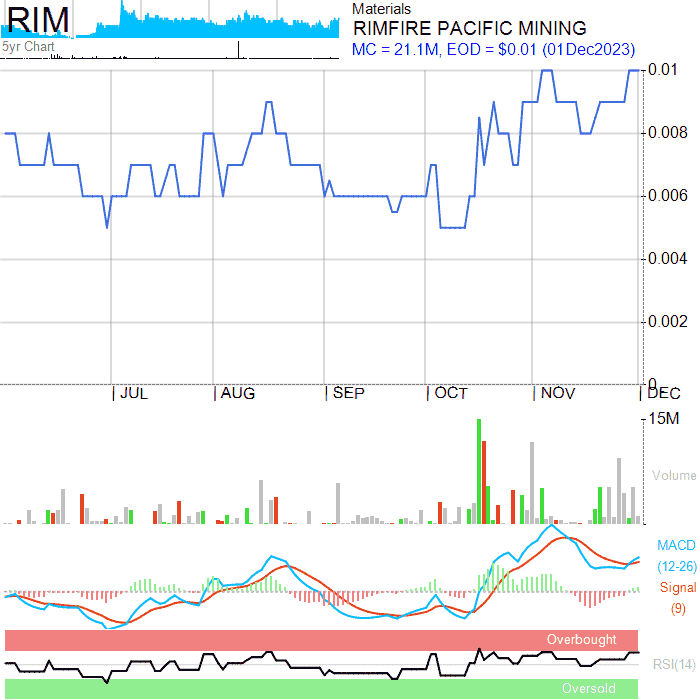 RIM
Materials
RIMFIRE PACIFIC MINING
MC = 21.1M, EOD = $0.01 (01Dec2023)
5yr Chart
0.01
0.008
0.006
0.004
0.002
0
JUL AUG SEP OCT NOV DEC
15M
Volume
MACD
(12-26)
Signal
(9)
Overbought
RSI(14)
Oversold